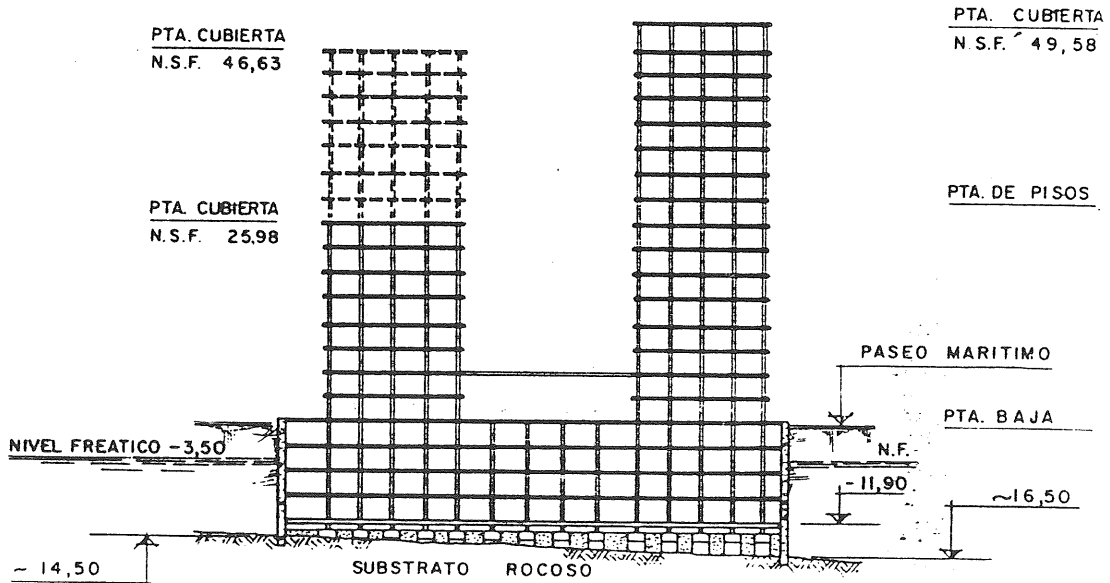 PTA. CUBIERTA
N.S.F. 46,63
PTA. CUBIERTA
N.S.F. 49,58
PTA. CUBIERTA
N.S.F. 25,98
PTA. DE PISOS
PASEO MARITIMO
PTA. BAJA
NIVEL FREATICO -3,50
N.F.
-11,90
~16,50
~ 14,50
SUBSTRATO ROCOSO